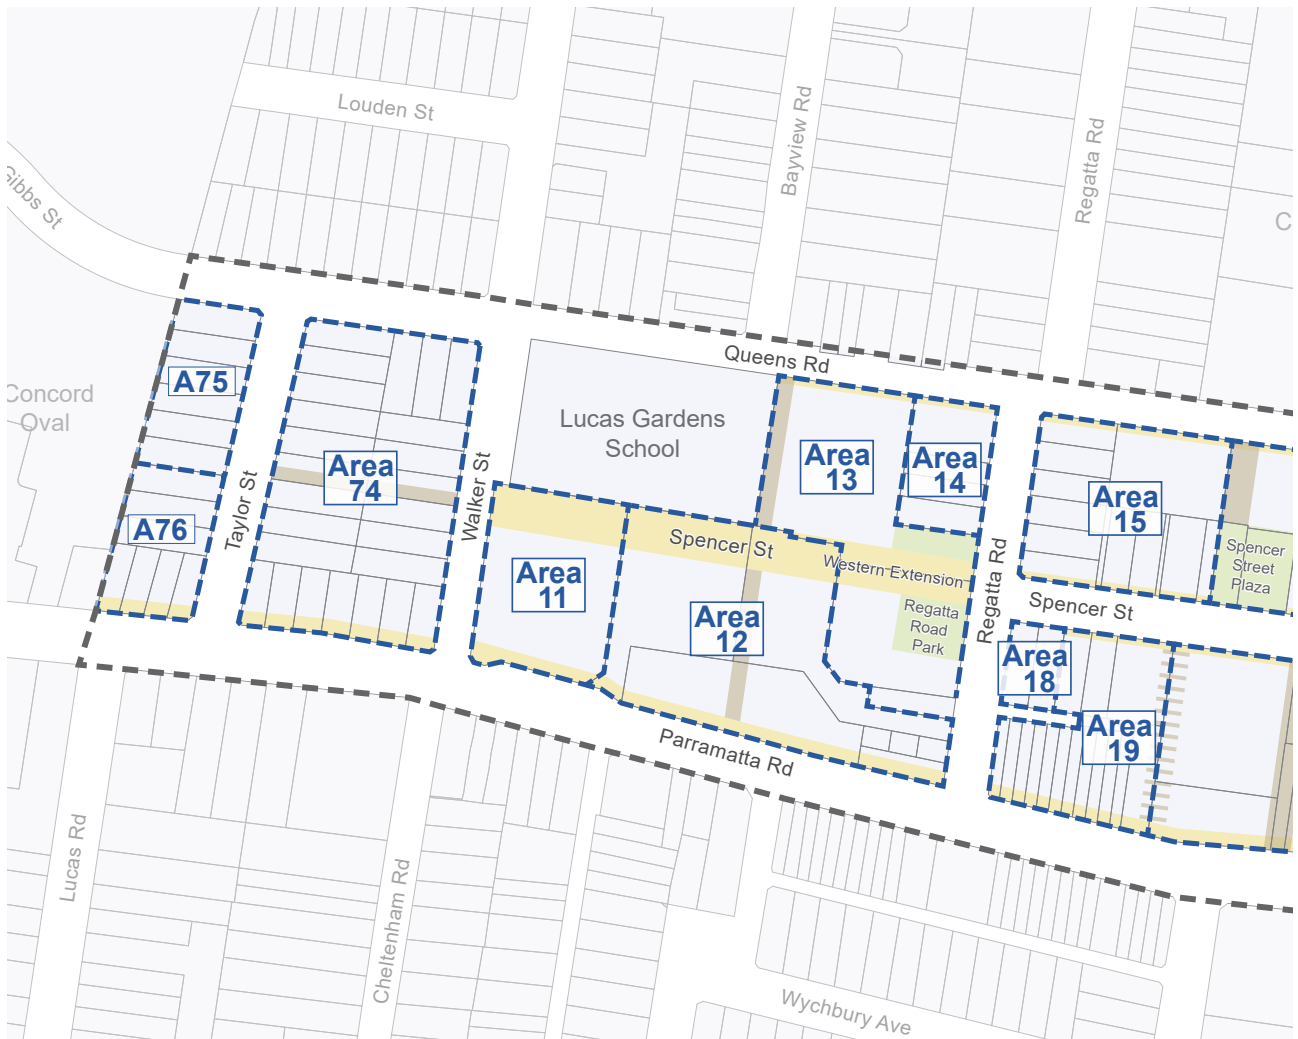 Louden St
Bayview Rd
Regatta Rd
Gibbs St
C
Queens Rd
A75
Concord
Oval
Lucas Gardens
School
Area
74
Area
13
Area
14
Area
15
Taylor St
Walker St
A76
Spencer St
Western Extension
Regatta Rd
Spencer
Street
Plaza
Area
11
Area
12
Regatta
Road
Park
Spencer St
Area
18
Area
19
Parramatta Rd
Lucas Rd
Cheltenham Rd
Wychbury Ave